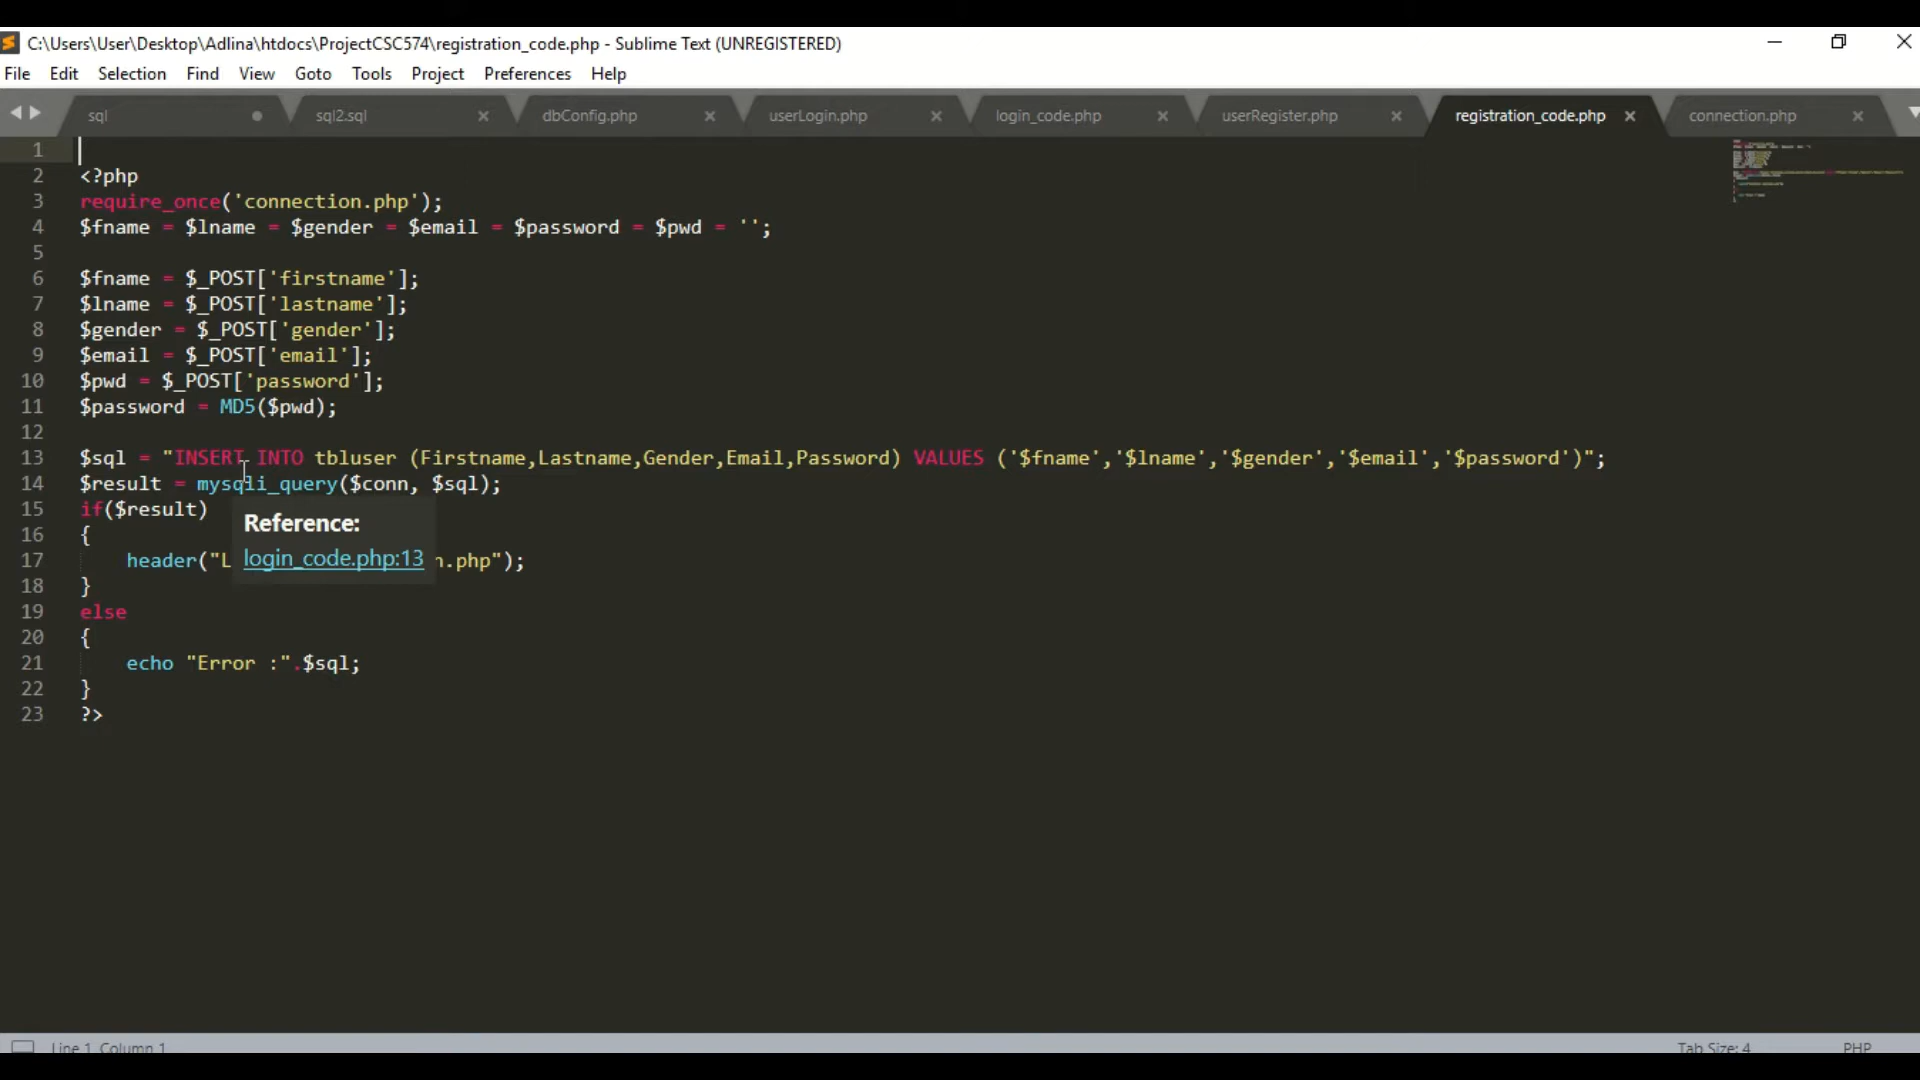 C:\Users\User\Desktop\Adlina\htdocs\ProjectCSC574\registration_code.php - Sublime Text (UNREGISTERED)
File Edit Selection Find View Goto Tools Project Preferences Help
sql sql2.sql dbConfig.php userLogin.php login_code.php userRegister.php registration_code.php connection.php
1
2 <?php
3 require_once('connection.php');
4 $fname = $lname = $gender = $email = $password = $pwd = '';
5
6 $fname = $_POST['firstname'];
7 $lname = $_POST['lastname'];
8 $gender = $_POST['gender'];
9 $email = $_POST['email'];
10 $pwd = $_POST['password'];
11 $password = MD5($pwd);
12
13 $sql = "INSERT INTO tbluser (Firstname,Lastname,Gender,Email,Password) VALUES ('$fname','$lname','$gender','$email','$password')";
14 $result = mysqli_query($conn, $sql);
15 if($result)
Reference:
16 {
17 header("L login_code.php:13 n.php");
18 }
19 else
20 {
21 echo "Error :".$sql;
22 }
23 ?>
Line 1, Column 1 Tab Size: 4 PHP